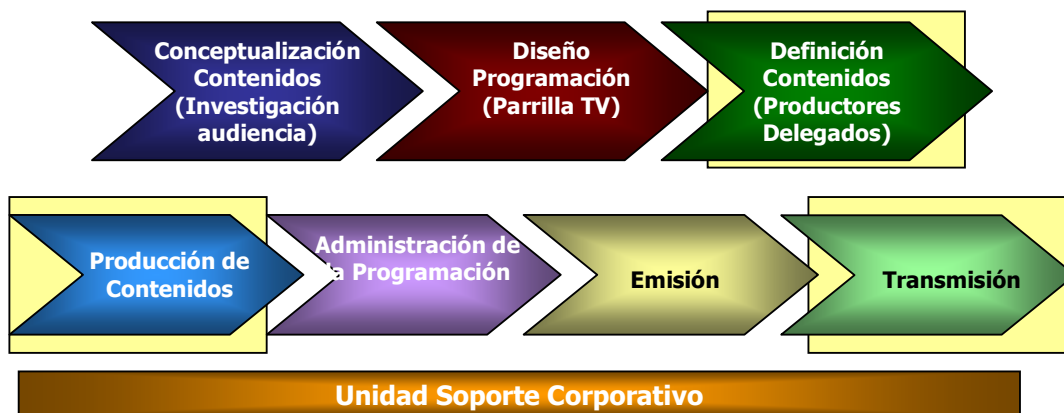 Conceptualización
Contenidos
(Investigación
audiencia)
Diseño
Programación
(Parrilla TV)
Definición
Contenidos
(Productores
Delegados)
Producción de
Contenidos
Administración de
la Programación
Emisión
Transmisión
Unidad Soporte Corporativo